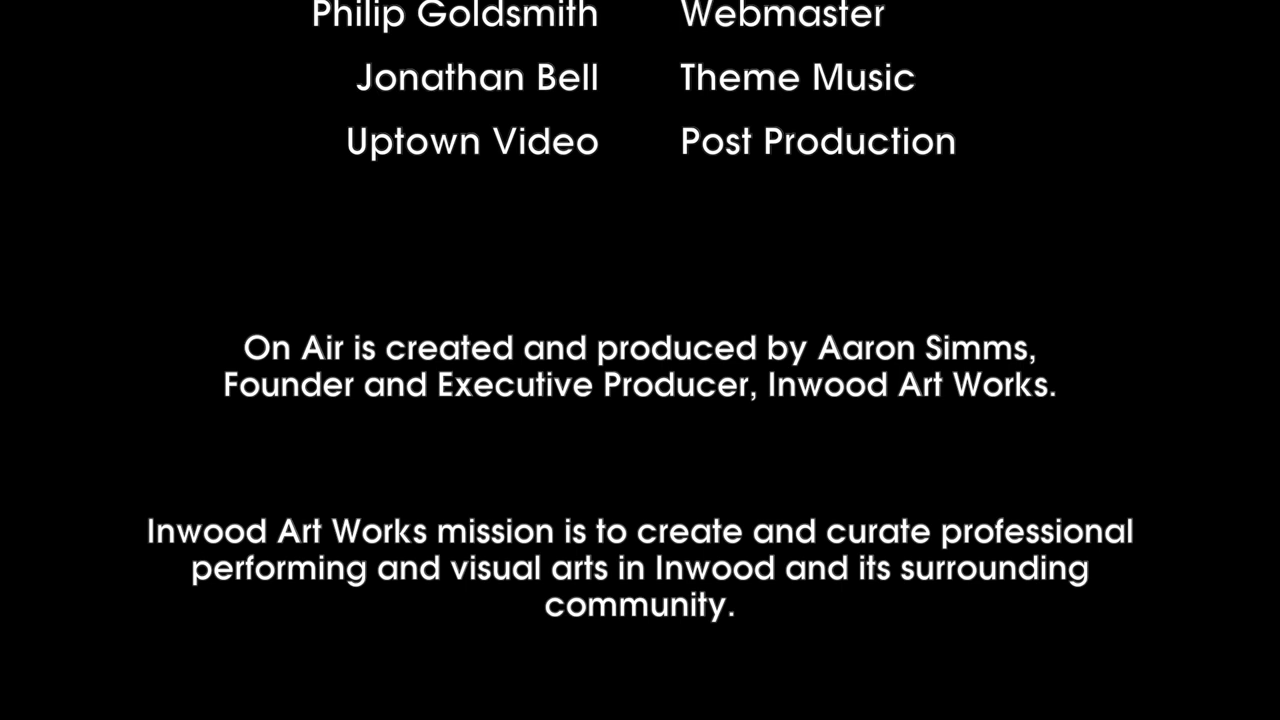 Philip Goldsmith Webmaster
Jonathan Bell Theme Music
Uptown Video Post Production
On Air is created and produced by Aaron Simms,
Founder and Executive Producer, Inwood Art Works.
Inwood Art Works mission is to create and curate professional
performing and visual arts in Inwood and its surrounding
community.